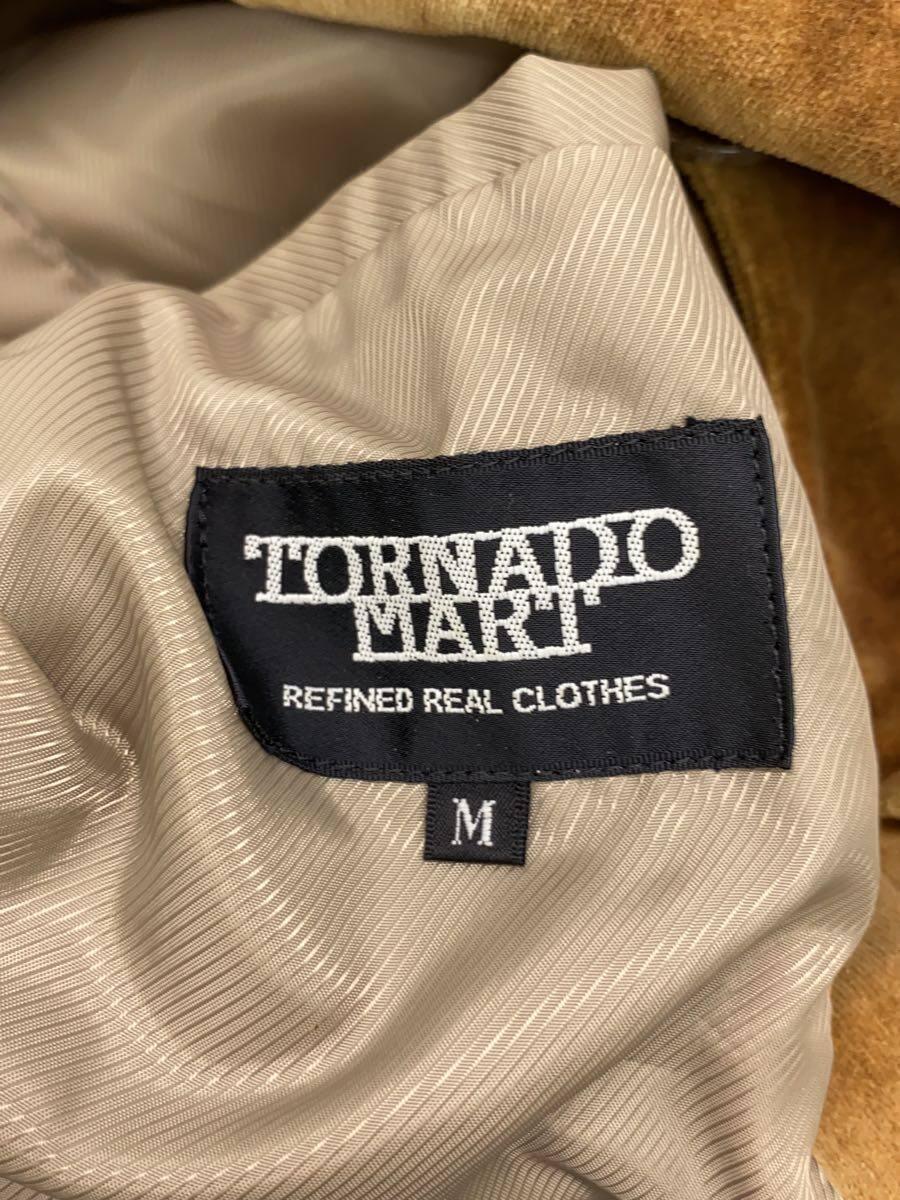 TORNADO
MART
REFINED REAL CLOTHES
M